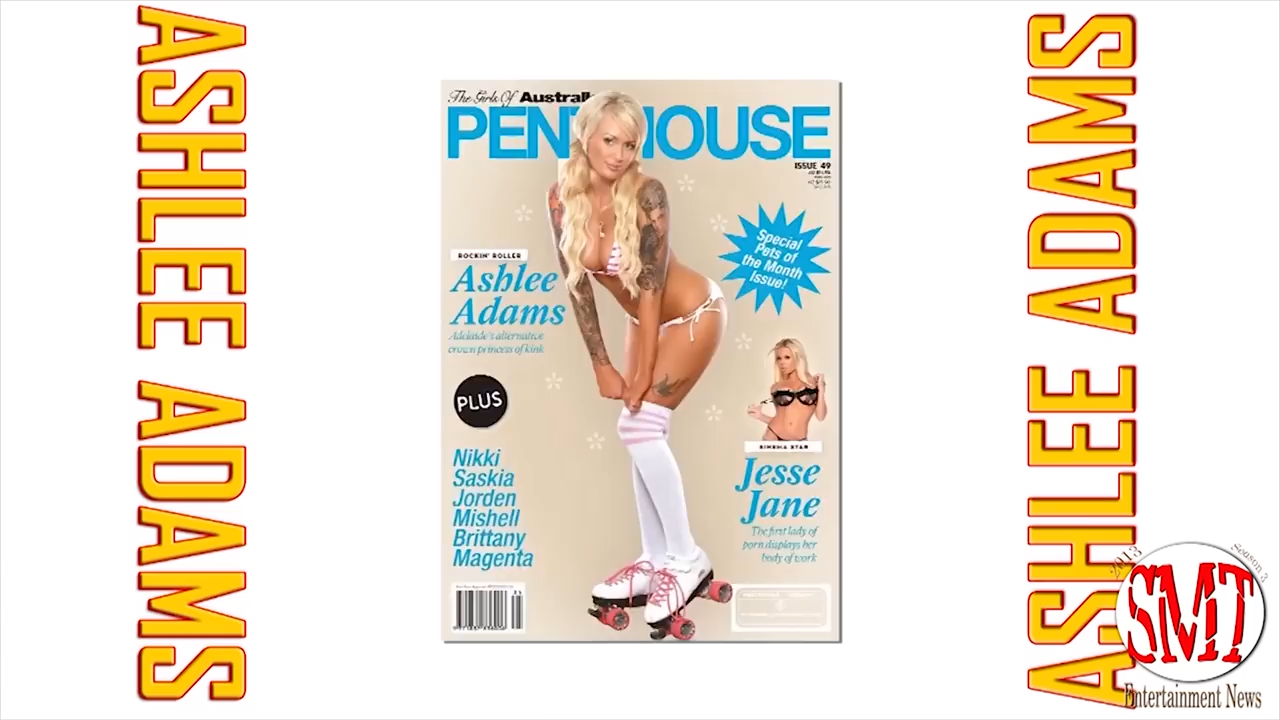 ASHLEE ADAMS
The Girls Of Austral
PENTHOUSE
ISSUE 49
Special
Pets of
the Month
Issue!
ROCKIN' ROLLER
Ashlee
Adams
Adelaide's alternative
crown princess of kink
PLUS
Nikki
Saskia
Jorden
Mishell
Brittany
Magenta
Jesse
Jane
The first lady of
porn displays her
body of work
ASHLEE ADAMS
2013
Season 3
SMT
Entertainment News